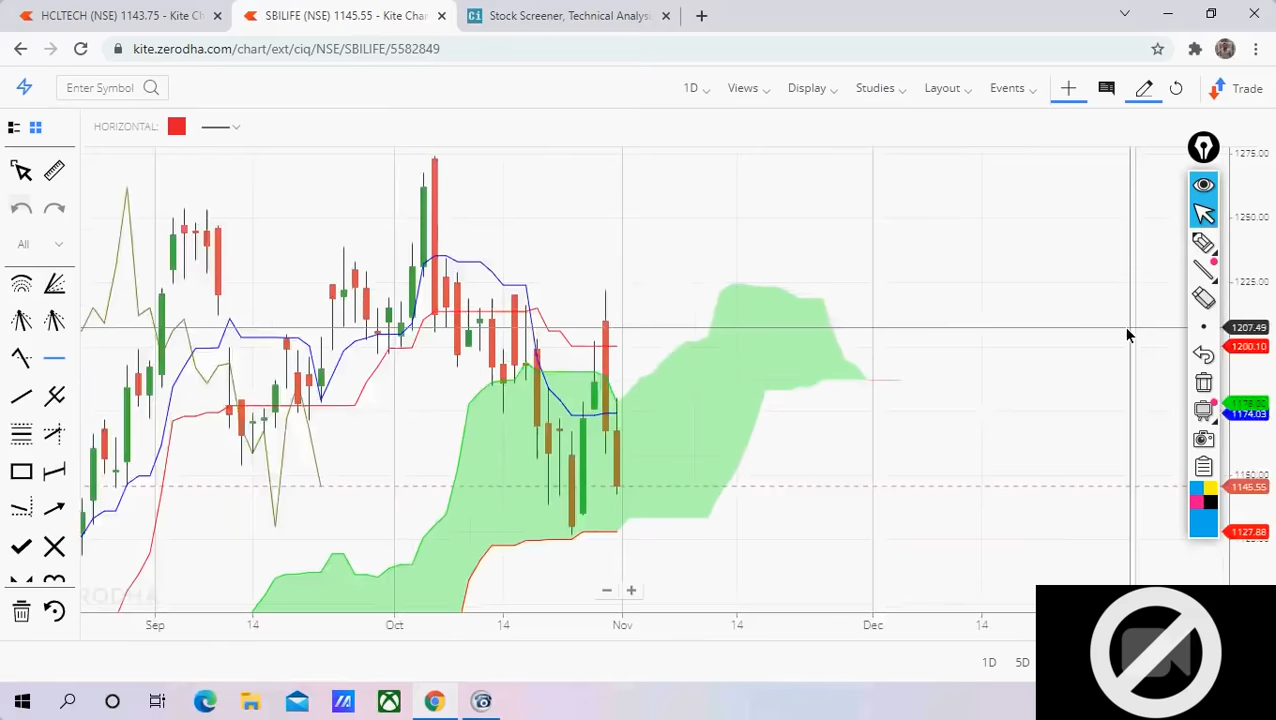 HCLTECH (NSE) 1143.75 - Kite Ch
SBILIFE (NSE) 1145.55 - Kite Char
Stock Screener, Technical Analysi
kite.zerodha.com/chart/ext/ciq/NSE/SBILIFE/5582849
Enter Symbol
1D
Views
Display
Studies
Layout
Events
Trade
HORIZONTAL:
All
1275.00
1250.00
1225.00
1207.49
1200.10
1174.03
1145.55
1127.88
Sep
14
Oct
14
Nov
14
Dec
14
1D
5D